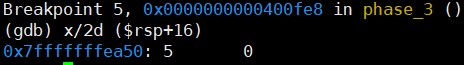 Breakpoint 5, 0x0000000000400fe8 in phase_3 ()
(gdb) x/2d ($rsp+16)
0x7fffffffea50: 5 0